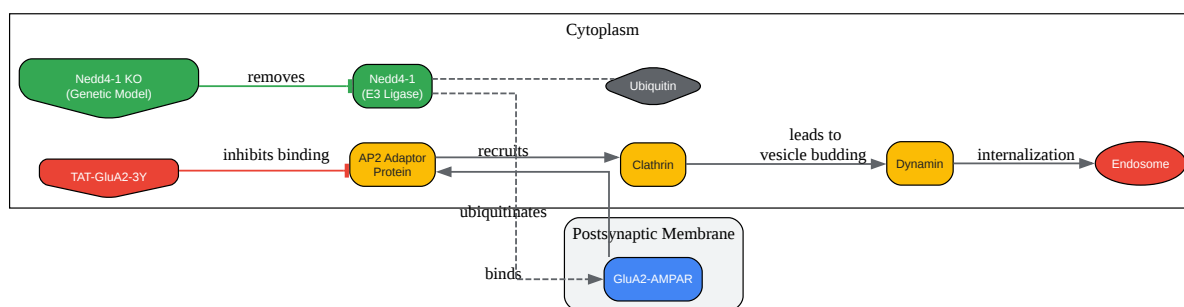 Cytoplasm
Nedd4-1 KO
(Genetic Model)
removes
Nedd4-1
(E3 Ligase)
Ubiquitin
TAT-GluA2-3Y
inhibits binding
AP2 Adaptor
Protein
recruits
Clathrin
leads to
vesicle budding
Dynamin
internalization
Endosome
ubiquitinates
Postsynaptic Membrane
binds
GluA2-AMPAR